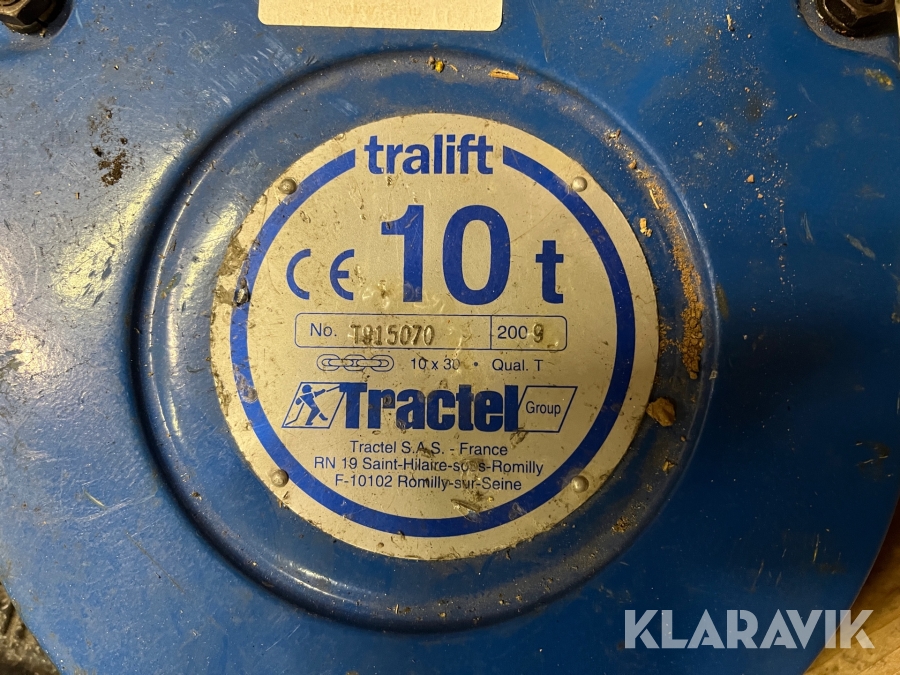 tralift
CE 10 t
No. T915070 2009
10 x 30 • Qual. T
Tractel Group
Tractel S.A.S. - France
RN 19 Saint-Hilaire-sous-Romilly
F-10102 Romilly-sur-Seine
KLARAVIK